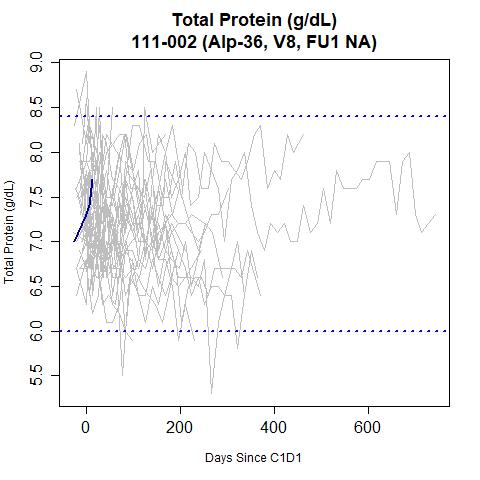 Total Protein (g/dL)
111-002 (Alp-36, V8, FU1 NA)
Total Protein (g/dL)
9.0
8.5
8.0
7.5
7.0
6.5
6.0
5.5
0 200 400 600
Days Since C1D1